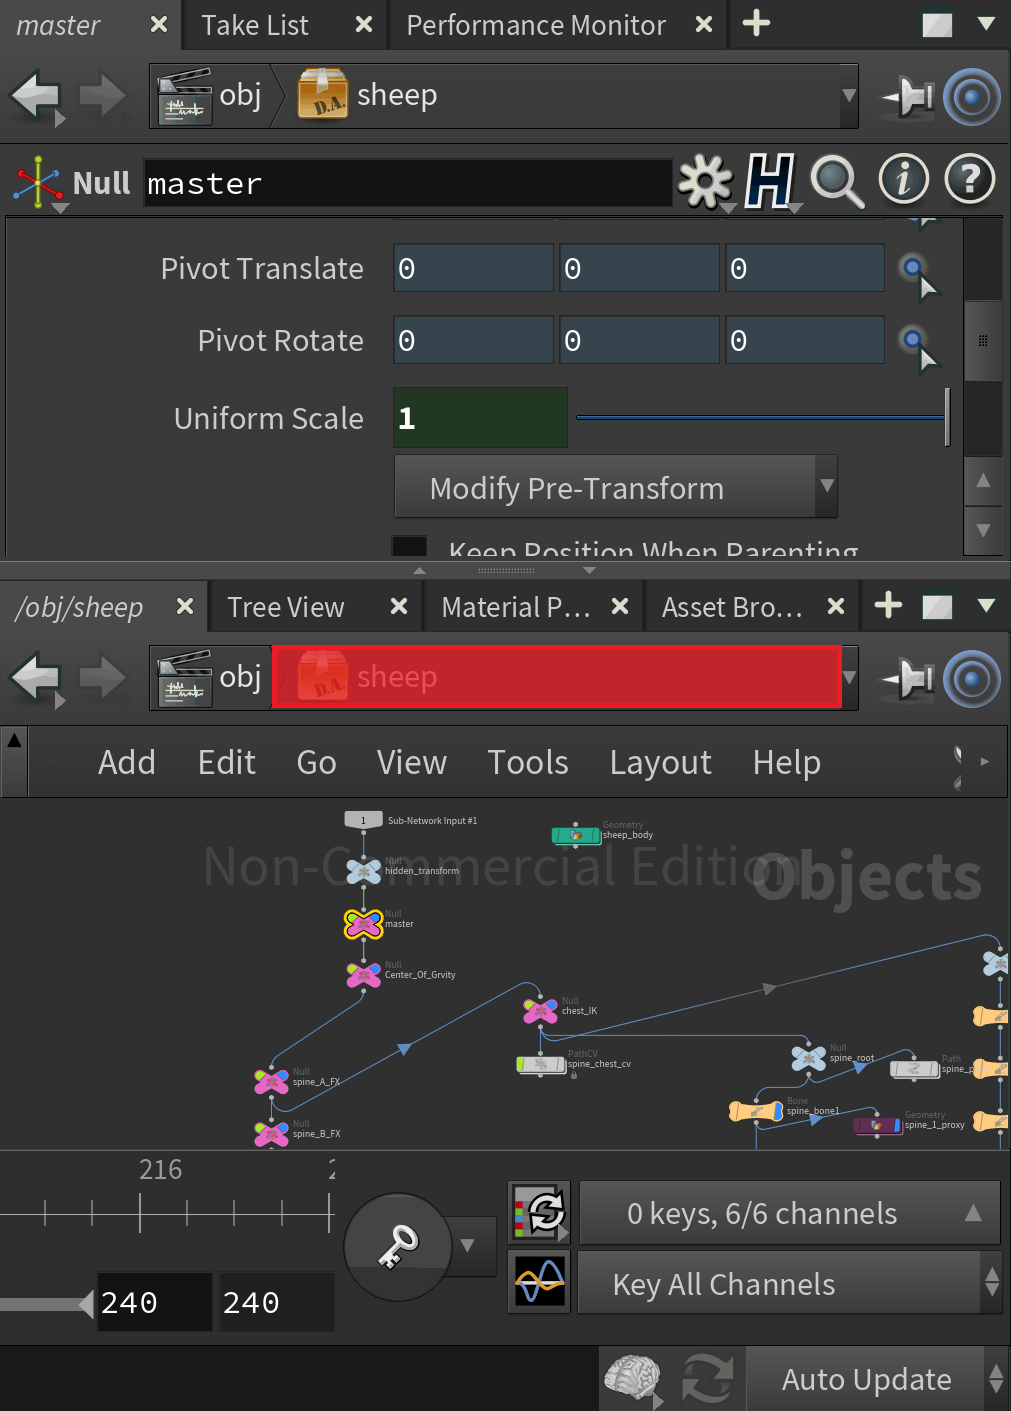 master Take List Performance Monitor
obj D.A. sheep
Null master
Pivot Translate 0 0 0
Pivot Rotate 0 0 0
Uniform Scale 1
Modify Pre-Transform
Keep Position When Parenting
/obj/sheep Tree View Material P... Asset Bro...
obj D.A. sheep
Add Edit Go View Tools Layout Help
1 Sub-Network Input #1
Geometry
sheep_body
Non-Commercial Edition
Objects
Null
hidden_transform
Null
master
Null
Center_Of_Grvity
Null
chest_IK
PathCV
spine_chest_cv
Null
spine_root
Path
spine_p
Null
spine_A_FX
Bone
spine_bone1
Geometry
spine_1_proxy
Null
spine_B_FX
216
240 240
0 keys, 6/6 channels
Key All Channels
Auto Update